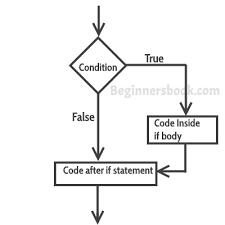 Condition
True
Beginnersbook.com
False
Code Inside
if body
Code after if statement